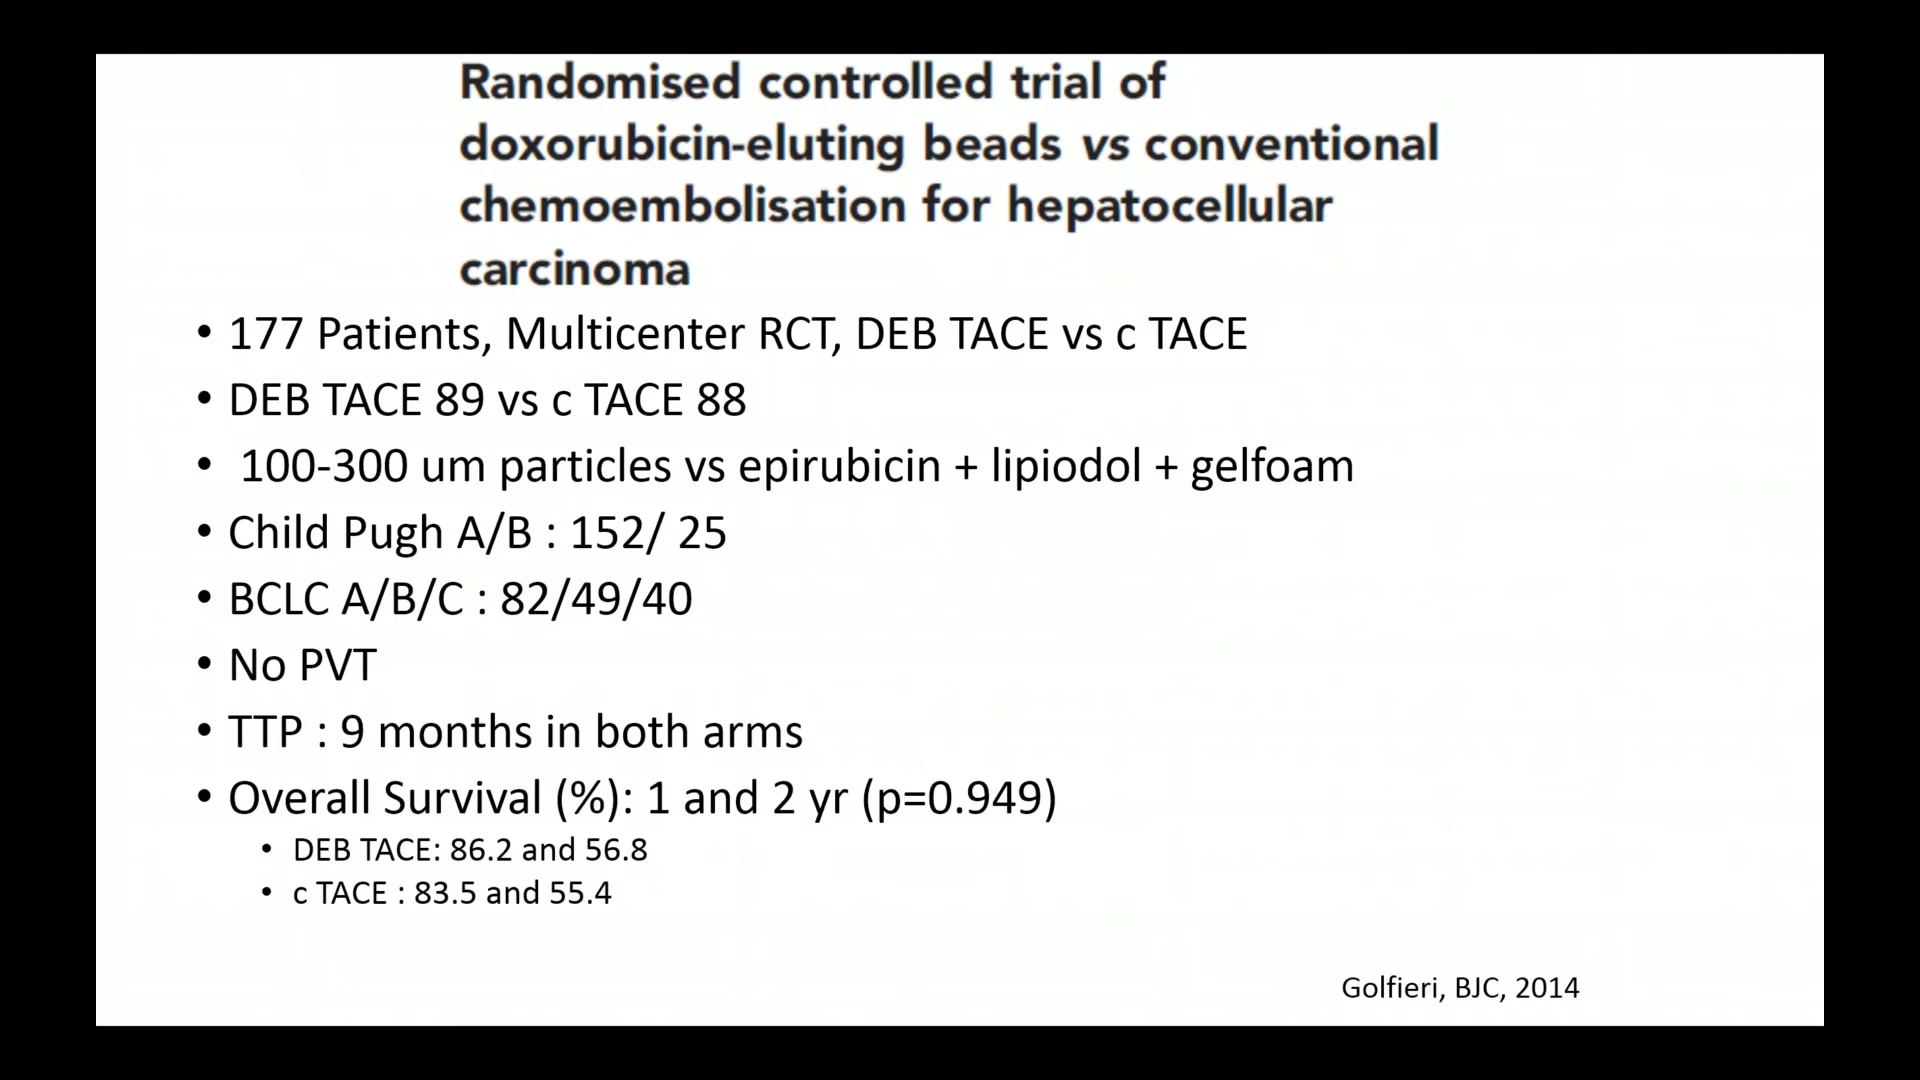 Randomised controlled trial of
doxorubicin-eluting beads vs conventional
chemoembolisation for hepatocellular
carcinoma
• 177 Patients, Multicenter RCT, DEB TACE vs c TACE
• DEB TACE 89 vs c TACE 88
• 100-300 um particles vs epirubicin + lipiodol + gelfoam
• Child Pugh A/B : 152/ 25
• BCLC A/B/C : 82/49/40
• No PVT
• TTP : 9 months in both arms
• Overall Survival (%): 1 and 2 yr (p=0.949)
• DEB TACE: 86.2 and 56.8
• c TACE : 83.5 and 55.4
Golfieri, BJC, 2014